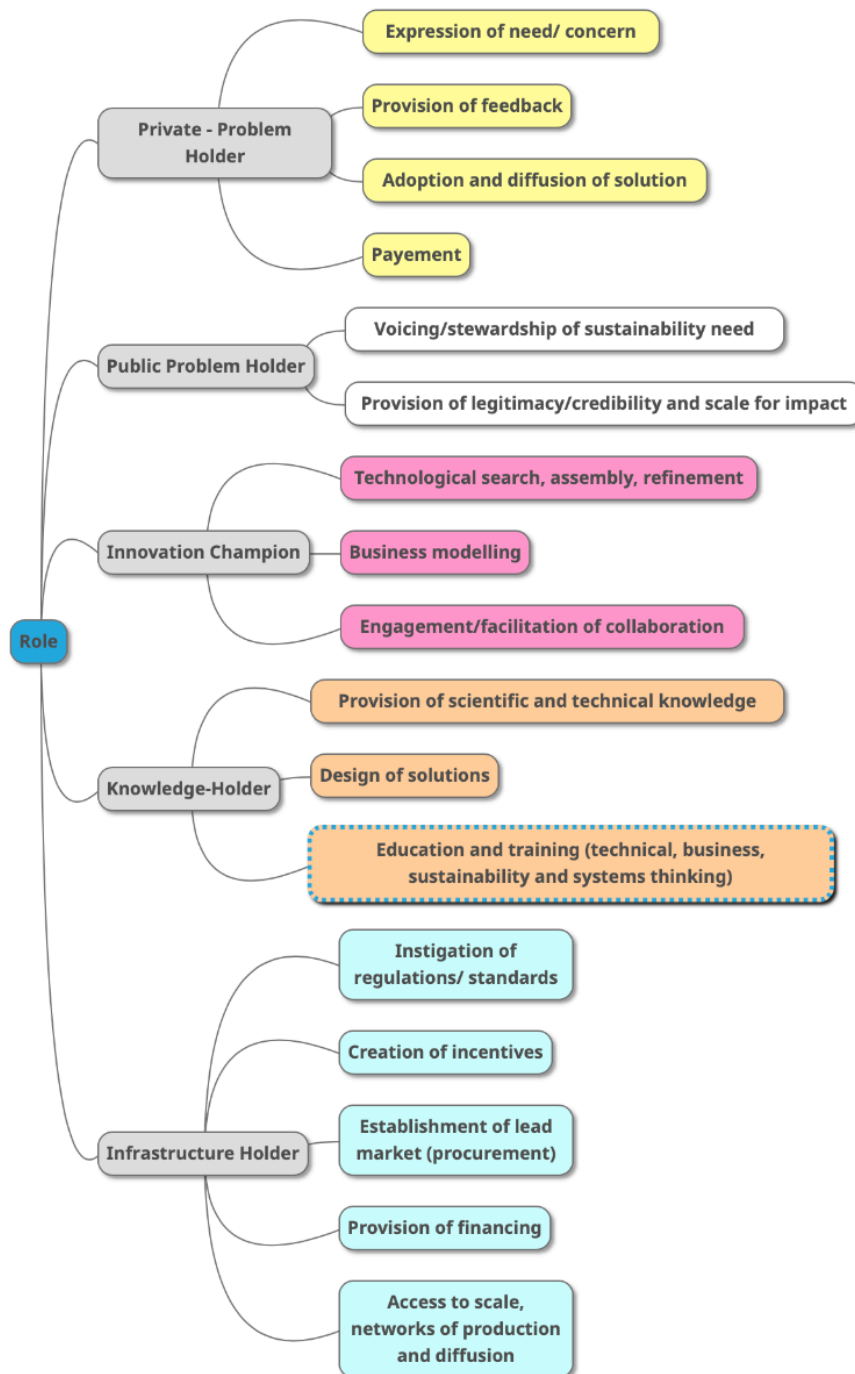 Role
Private - Problem
Holder
Expression of need/ concern
Provision of feedback
Adoption and diffusion of solution
Payement
Public Problem Holder
Voicing/stewardship of sustainability need
Provision of legitimacy/credibility and scale for impact
Innovation Champion
Technological search, assembly, refinement
Business modelling
Engagement/facilitation of collaboration
Knowledge-Holder
Provision of scientific and technical knowledge
Design of solutions
Education and training (technical, business,
sustainability and systems thinking)
Infrastructure Holder
Instigation of
regulations/ standards
Creation of incentives
Establishment of lead
market (procurement)
Provision of financing
Access to scale,
networks of production
and diffusion